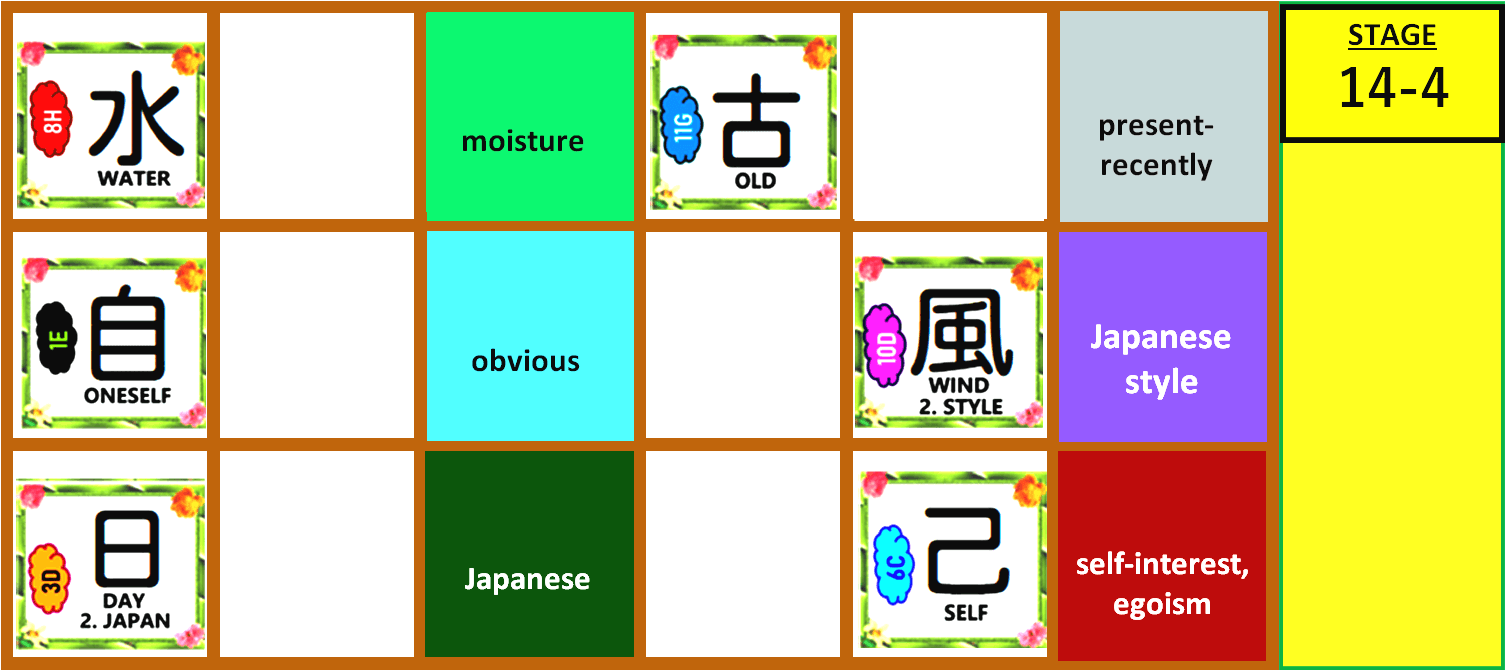 8H
水
WATER
moisture
11G
古
OLD
present-
recently
STAGE
14-4
1E
自
ONESELF
obvious
10D
風
WIND
2. STYLE
Japanese
style
3D
日
DAY
2. JAPAN
Japanese
6C
己
SELF
self-interest,
egoism